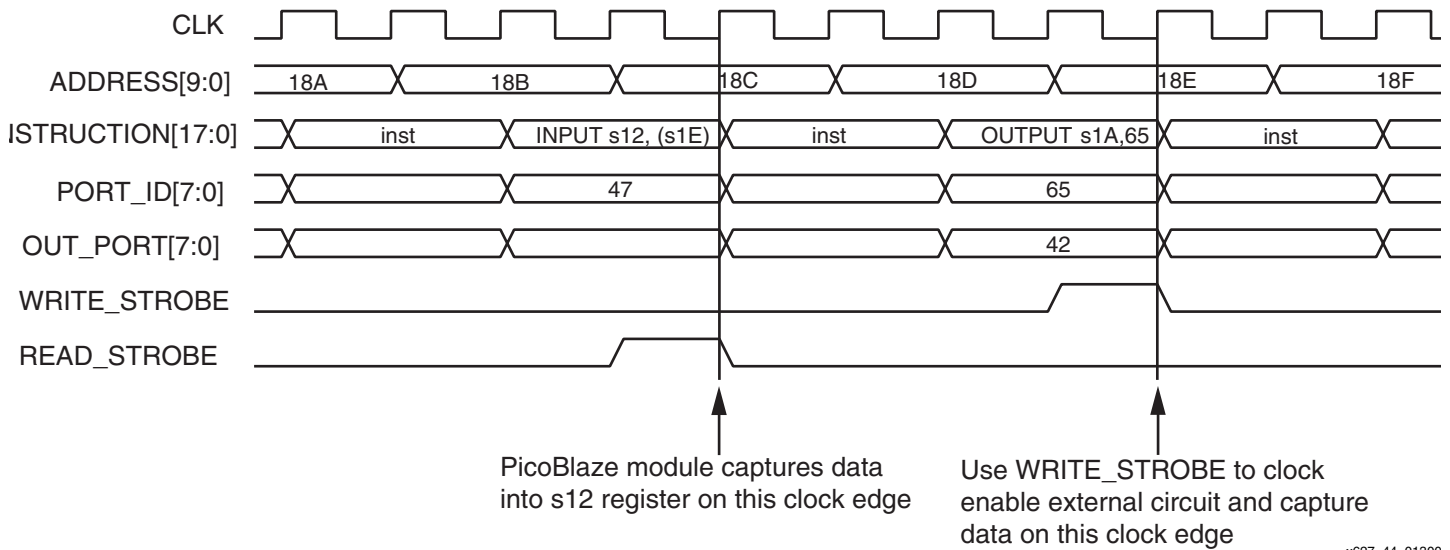 CLK
ADDRESS[9:0] 18A 18B 18C 18D 18E 18F
NSTRUCTION[17:0] inst INPUT s12, (s1E) inst OUTPUT s1A,65 inst
PORT_ID[7:0] 47 65
OUT_PORT[7:0] 42
WRITE_STROBE
READ_STROBE
PicoBlaze module captures data
into s12 register on this clock edge
Use WRITE_STROBE to clock
enable external circuit and capture
data on this clock edge